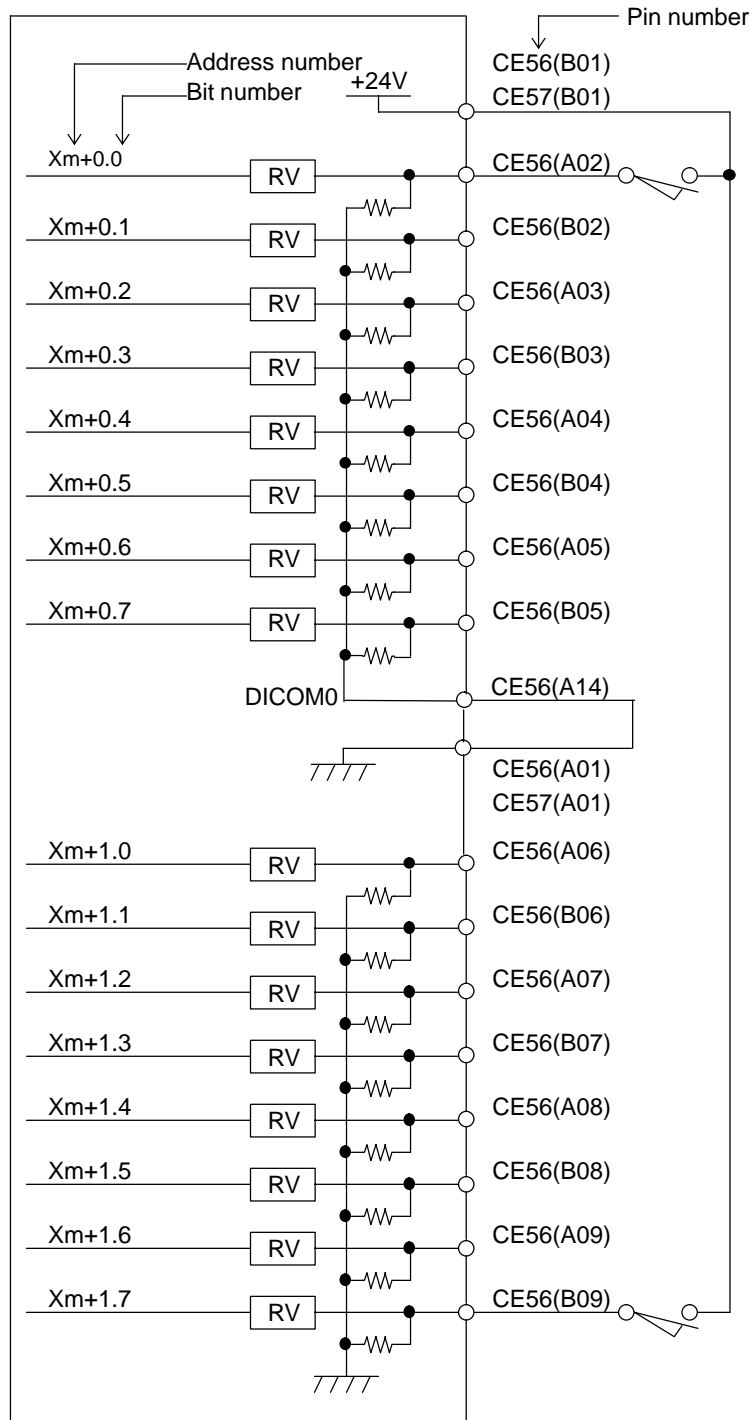 Pin number
Address number
CE56(B01)
Bit number
+24V
CE57(B01)
Xm+0.0
RV
CE56(A02)
Xm+0.1
RV
CE56(B02)
Xm+0.2
RV
CE56(A03)
Xm+0.3
RV
CE56(B03)
Xm+0.4
RV
CE56(A04)
Xm+0.5
RV
CE56(B04)
Xm+0.6
RV
CE56(A05)
Xm+0.7
RV
CE56(B05)
DICOM0
CE56(A14)
CE56(A01)
CE57(A01)
Xm+1.0
RV
CE56(A06)
Xm+1.1
RV
CE56(B06)
Xm+1.2
RV
CE56(A07)
Xm+1.3
RV
CE56(B07)
Xm+1.4
RV
CE56(A08)
Xm+1.5
RV
CE56(B08)
Xm+1.6
RV
CE56(A09)
Xm+1.7
RV
CE56(B09)